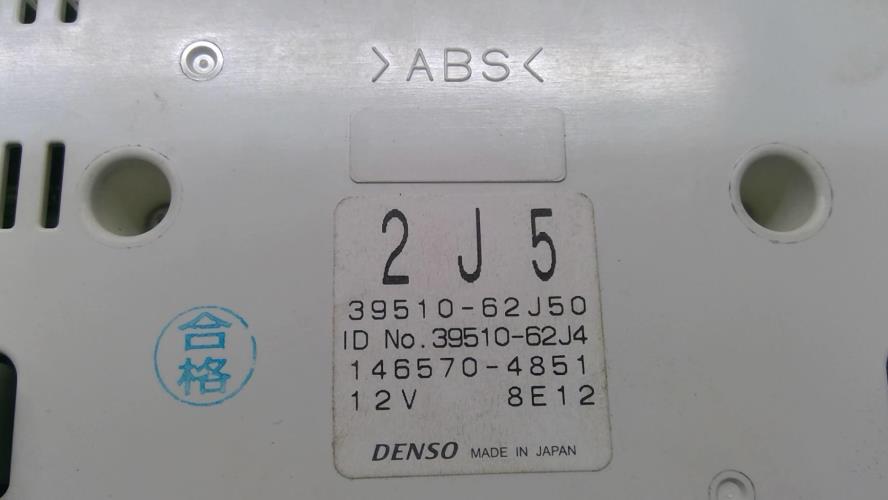 >ABS<
2 J 5
39510-62J50
ID No. 39510-62J4
146570-4851
12V 8E12
DENSO MADE IN JAPAN
合格